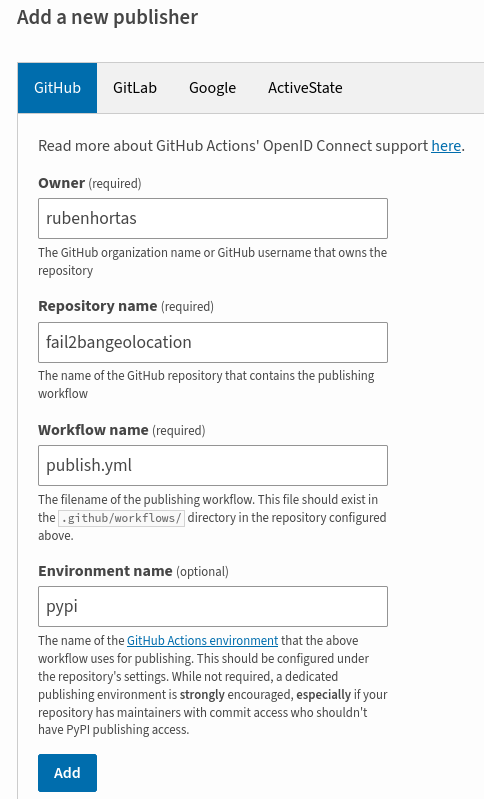 Add a new publisher
GitHub GitLab Google ActiveState
Read more about GitHub Actions' OpenID Connect support here.
Owner (required)
rubenhortas
The GitHub organization name or GitHub username that owns the
repository
Repository name (required)
fail2bangeolocation
The name of the GitHub repository that contains the publishing
workflow
Workflow name (required)
publish.yml
The filename of the publishing workflow. This file should exist in
the .github/workflows/ directory in the repository configured
above.
Environment name (optional)
pypi
The name of the GitHub Actions environment that the above
workflow uses for publishing. This should be configured under
the repository's settings. While not required, a dedicated
publishing environment is strongly encouraged, especially if your
repository has maintainers with commit access who shouldn't
have PyPI publishing access.
Add